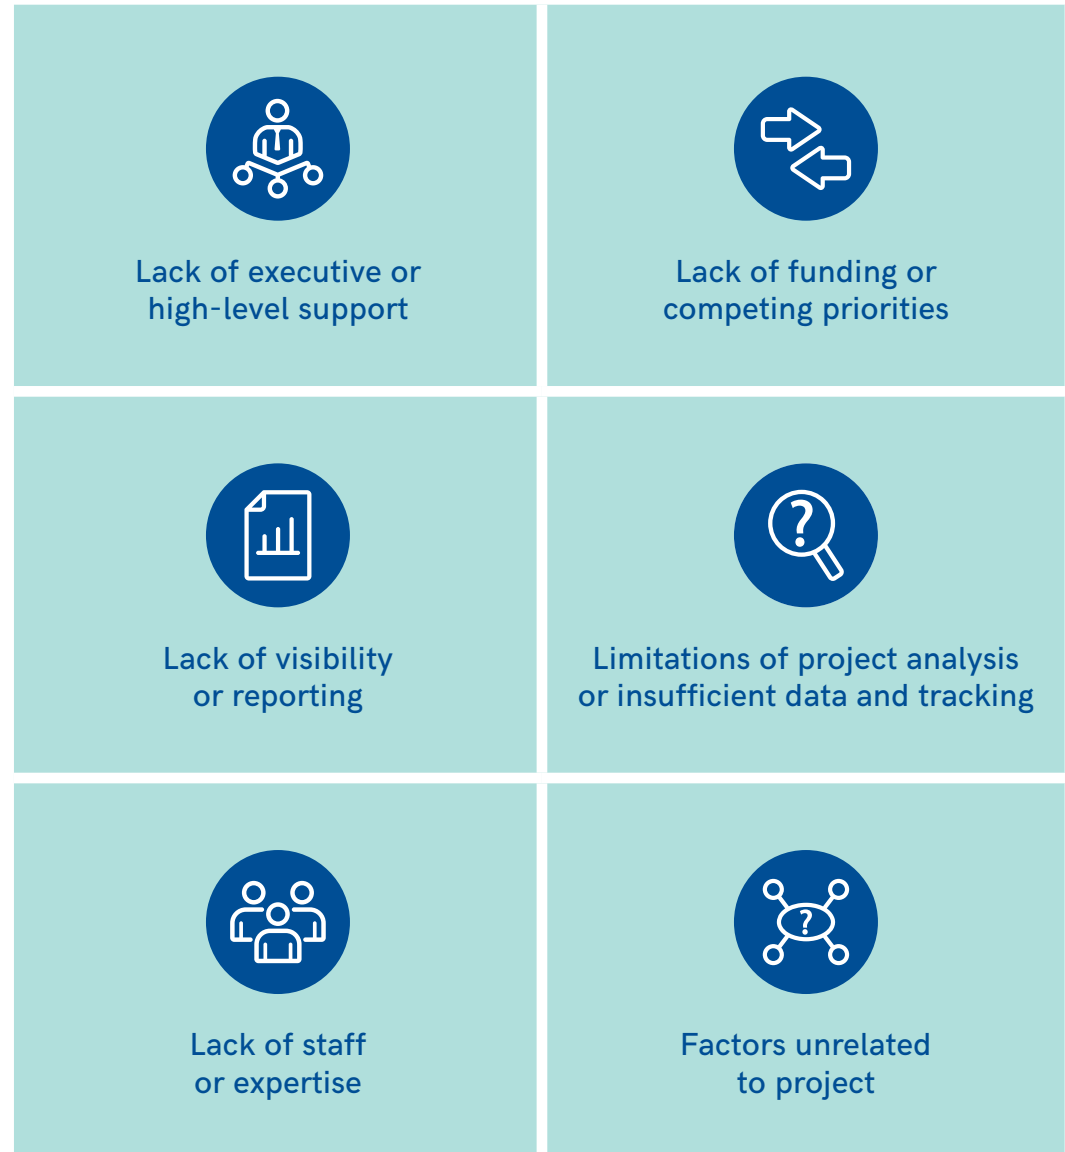 Lack of executive or
high-level support
Lack of funding or
competing priorities
?
Lack of visibility
or reporting
Limitations of project analysis
or insufficient data and tracking
?
Lack of staff
or expertise
Factors unrelated
to project